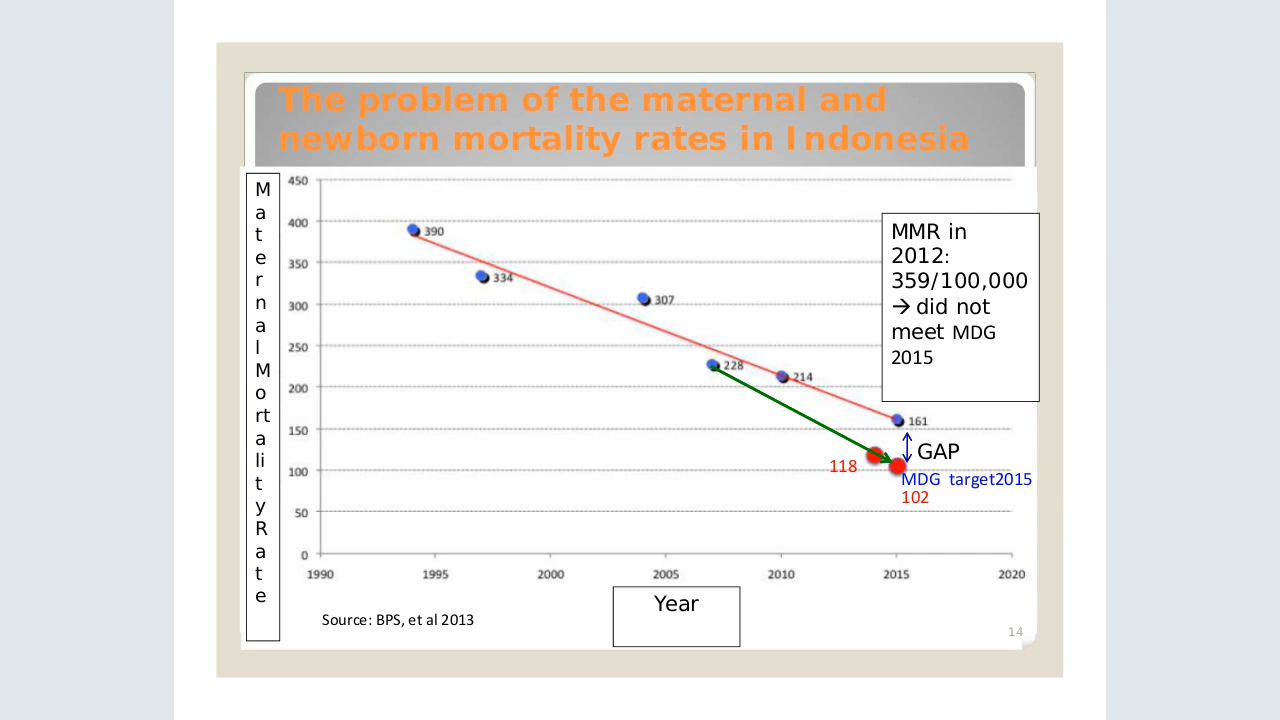 The problem of the maternal and
newborn mortality rates in Indonesia
Maternal Mortality Rate
450
400
350
300
250
200
150
100
50
0
390
334
307
228
214
161
118
MMR in
2012:
359/100,000
→ did not
meet MDG
2015
GAP
MDG target2015
102
1990 1995 2000 2005 2010 2015 2020
Year
Source: BPS, et al 2013
14